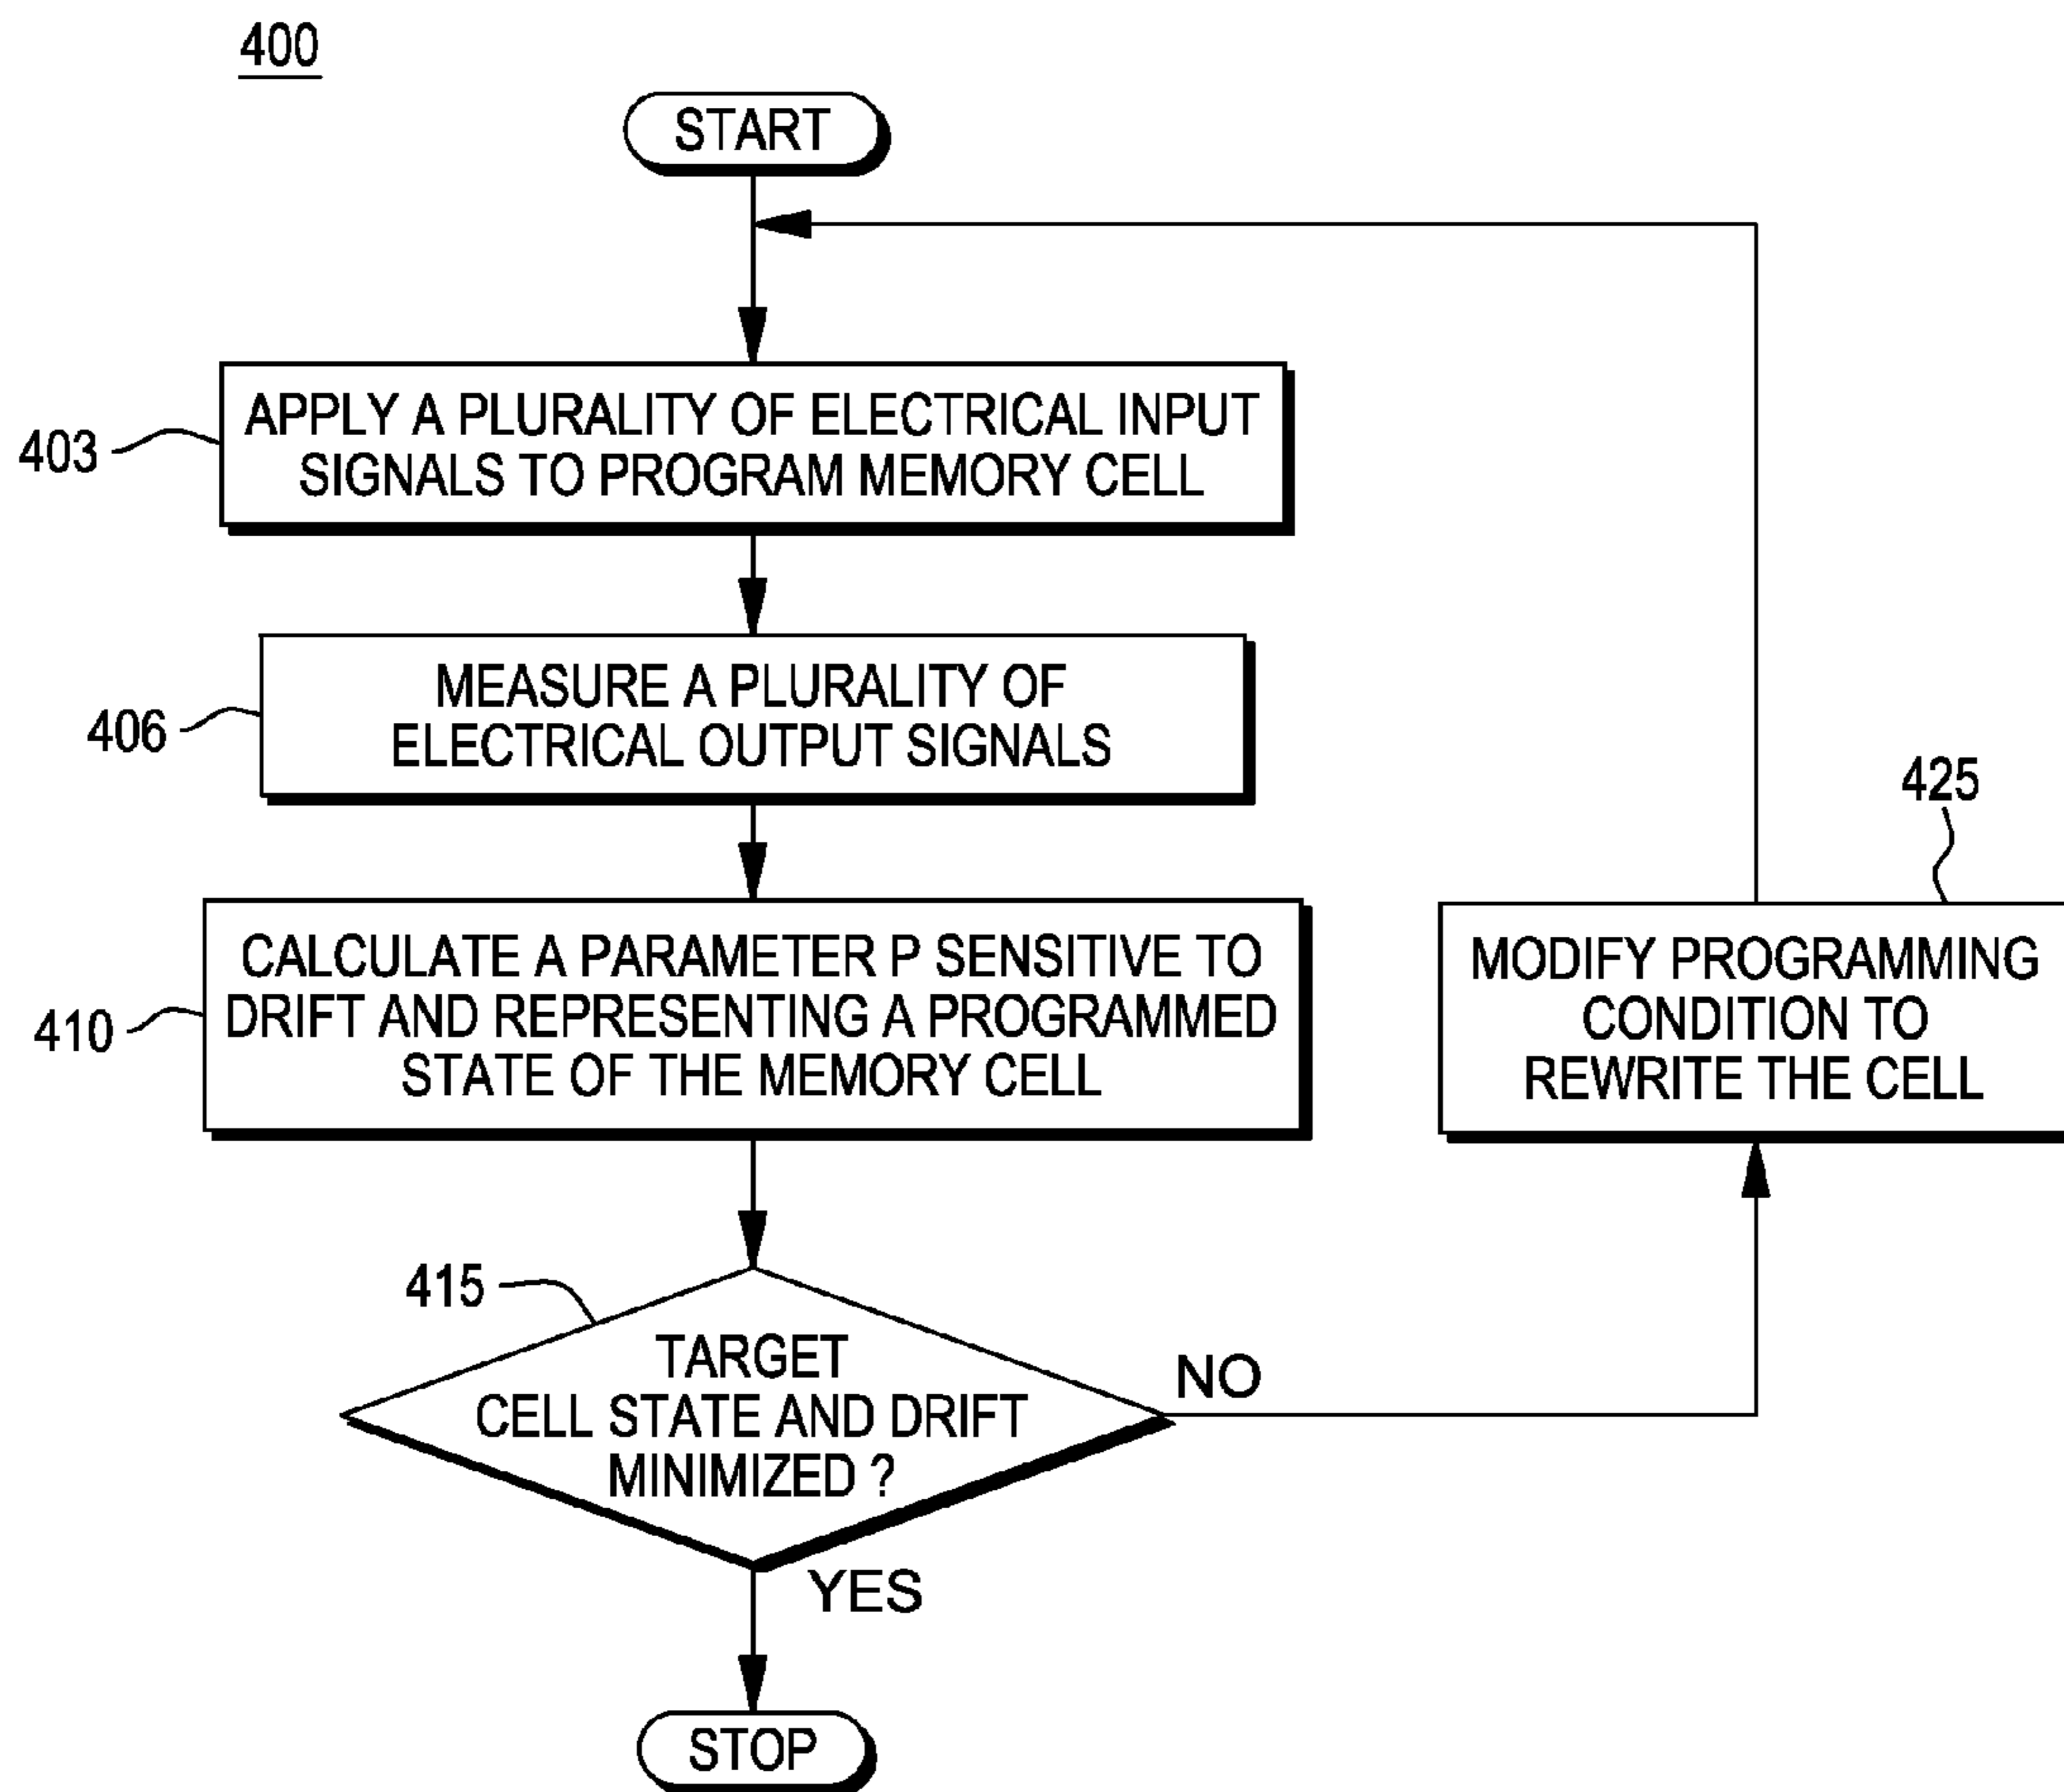 400
START
403
APPLY A PLURALITY OF ELECTRICAL INPUT
SIGNALS TO PROGRAM MEMORY CELL
406
MEASURE A PLURALITY OF
ELECTRICAL OUTPUT SIGNALS
410
CALCULATE A PARAMETER P SENSITIVE TO
DRIFT AND REPRESENTING A PROGRAMMED
STATE OF THE MEMORY CELL
425
MODIFY PROGRAMMING
CONDITION TO
REWRITE THE CELL
415
TARGET
CELL STATE AND DRIFT
MINIMIZED ?
NO
YES
STOP